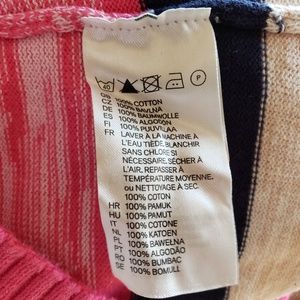 40 P
GB 100% COTTON
CZ 100% BAVLNA
DE 100% BAUMWOLLE
ES 100% ALGODÓN
FI 100% PUUVILLAA
FR LAVER À LA MACHINE À
L'EAU TIÈDE, BLANCHIR
SANS CHLORE SI
NÉCESSAIRE, SÉCHER À
L'AIR, REPASSER À
TEMPÉRATURE MOYENNE,
ou NETTOYAGE À SEC.
100% COTON
HR 100% PAMUK
HU 100% PAMUT
IT 100% COTONE
NL 100% KATOEN
PL 100% BAWEŁNA
PT 100% ALGODÃO
RO 100% BUMBAC
SE 100% BOMULL